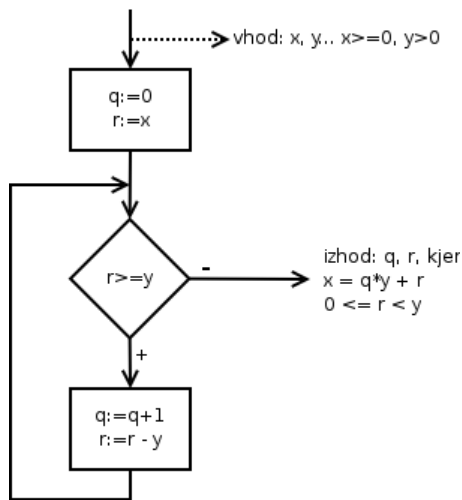 vhod: x, y... x>=0, y>0
q:=0
r:=x
r>=y
-
izhod: q, r, kjer
x = q*y + r
0 <= r < y
+
q:=q+1
r:=r - y